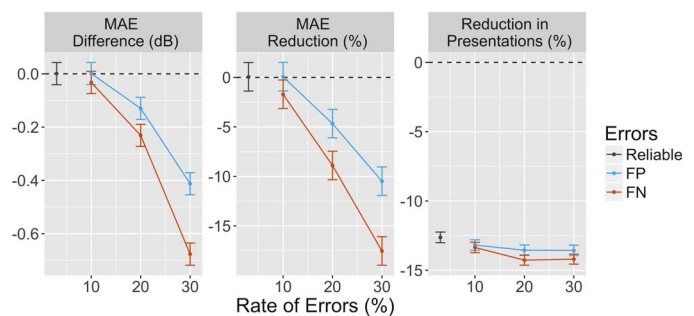 MAE
Difference (dB)
MAE
Reduction (%)
Reduction in
Presentations (%)
0.0
-0.2
-0.4
-0.6
0
-5
-10
-15
0
-5
-10
-15
10 20 30
10 20 30
10 20 30
Rate of Errors (%)
Errors
Reliable
FP
FN